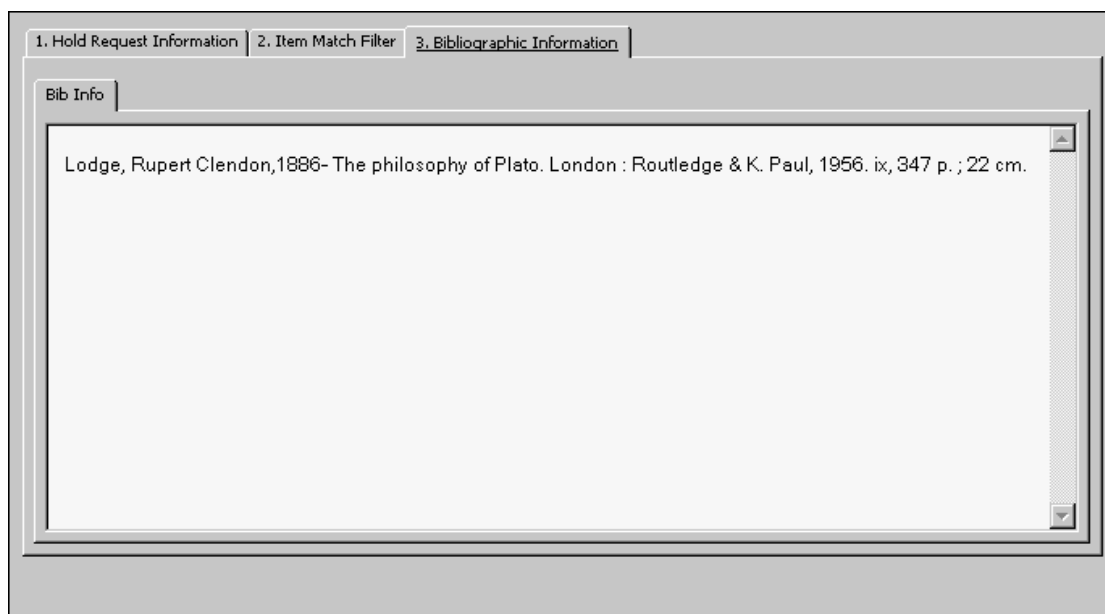 1. Hold Request Information 2. Item Match Filter 3. Bibliographic Information
Bib Info
Lodge, Rupert Clendon,1886- The philosophy of Plato. London : Routledge & K. Paul, 1956. ix, 347 p. ; 22 cm.